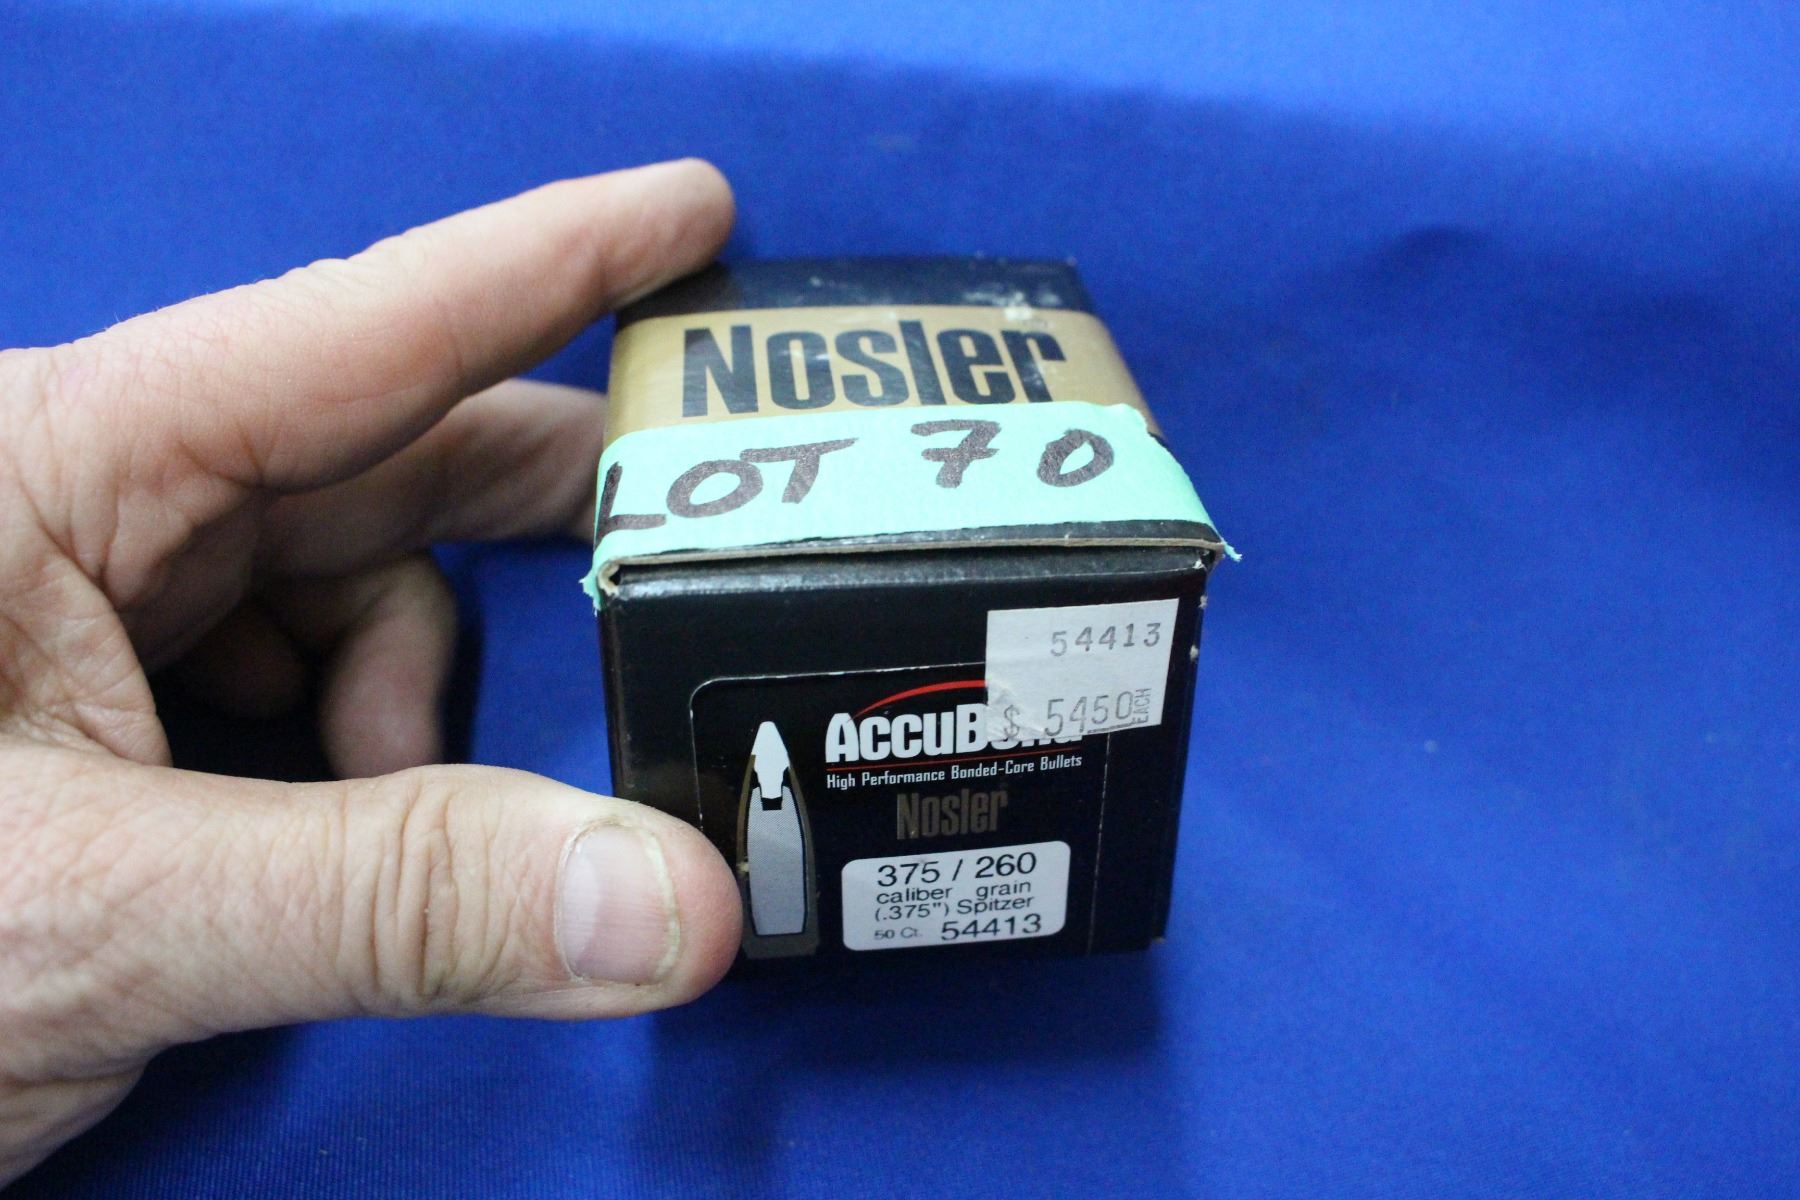 Nosler
LOT 70
54413
$ 5450 EACH
AccuBond
High Performance Bonded-Core Bullets
Nosler
375 / 260
caliber grain
(.375") Spitzer
50 Ct. 54413